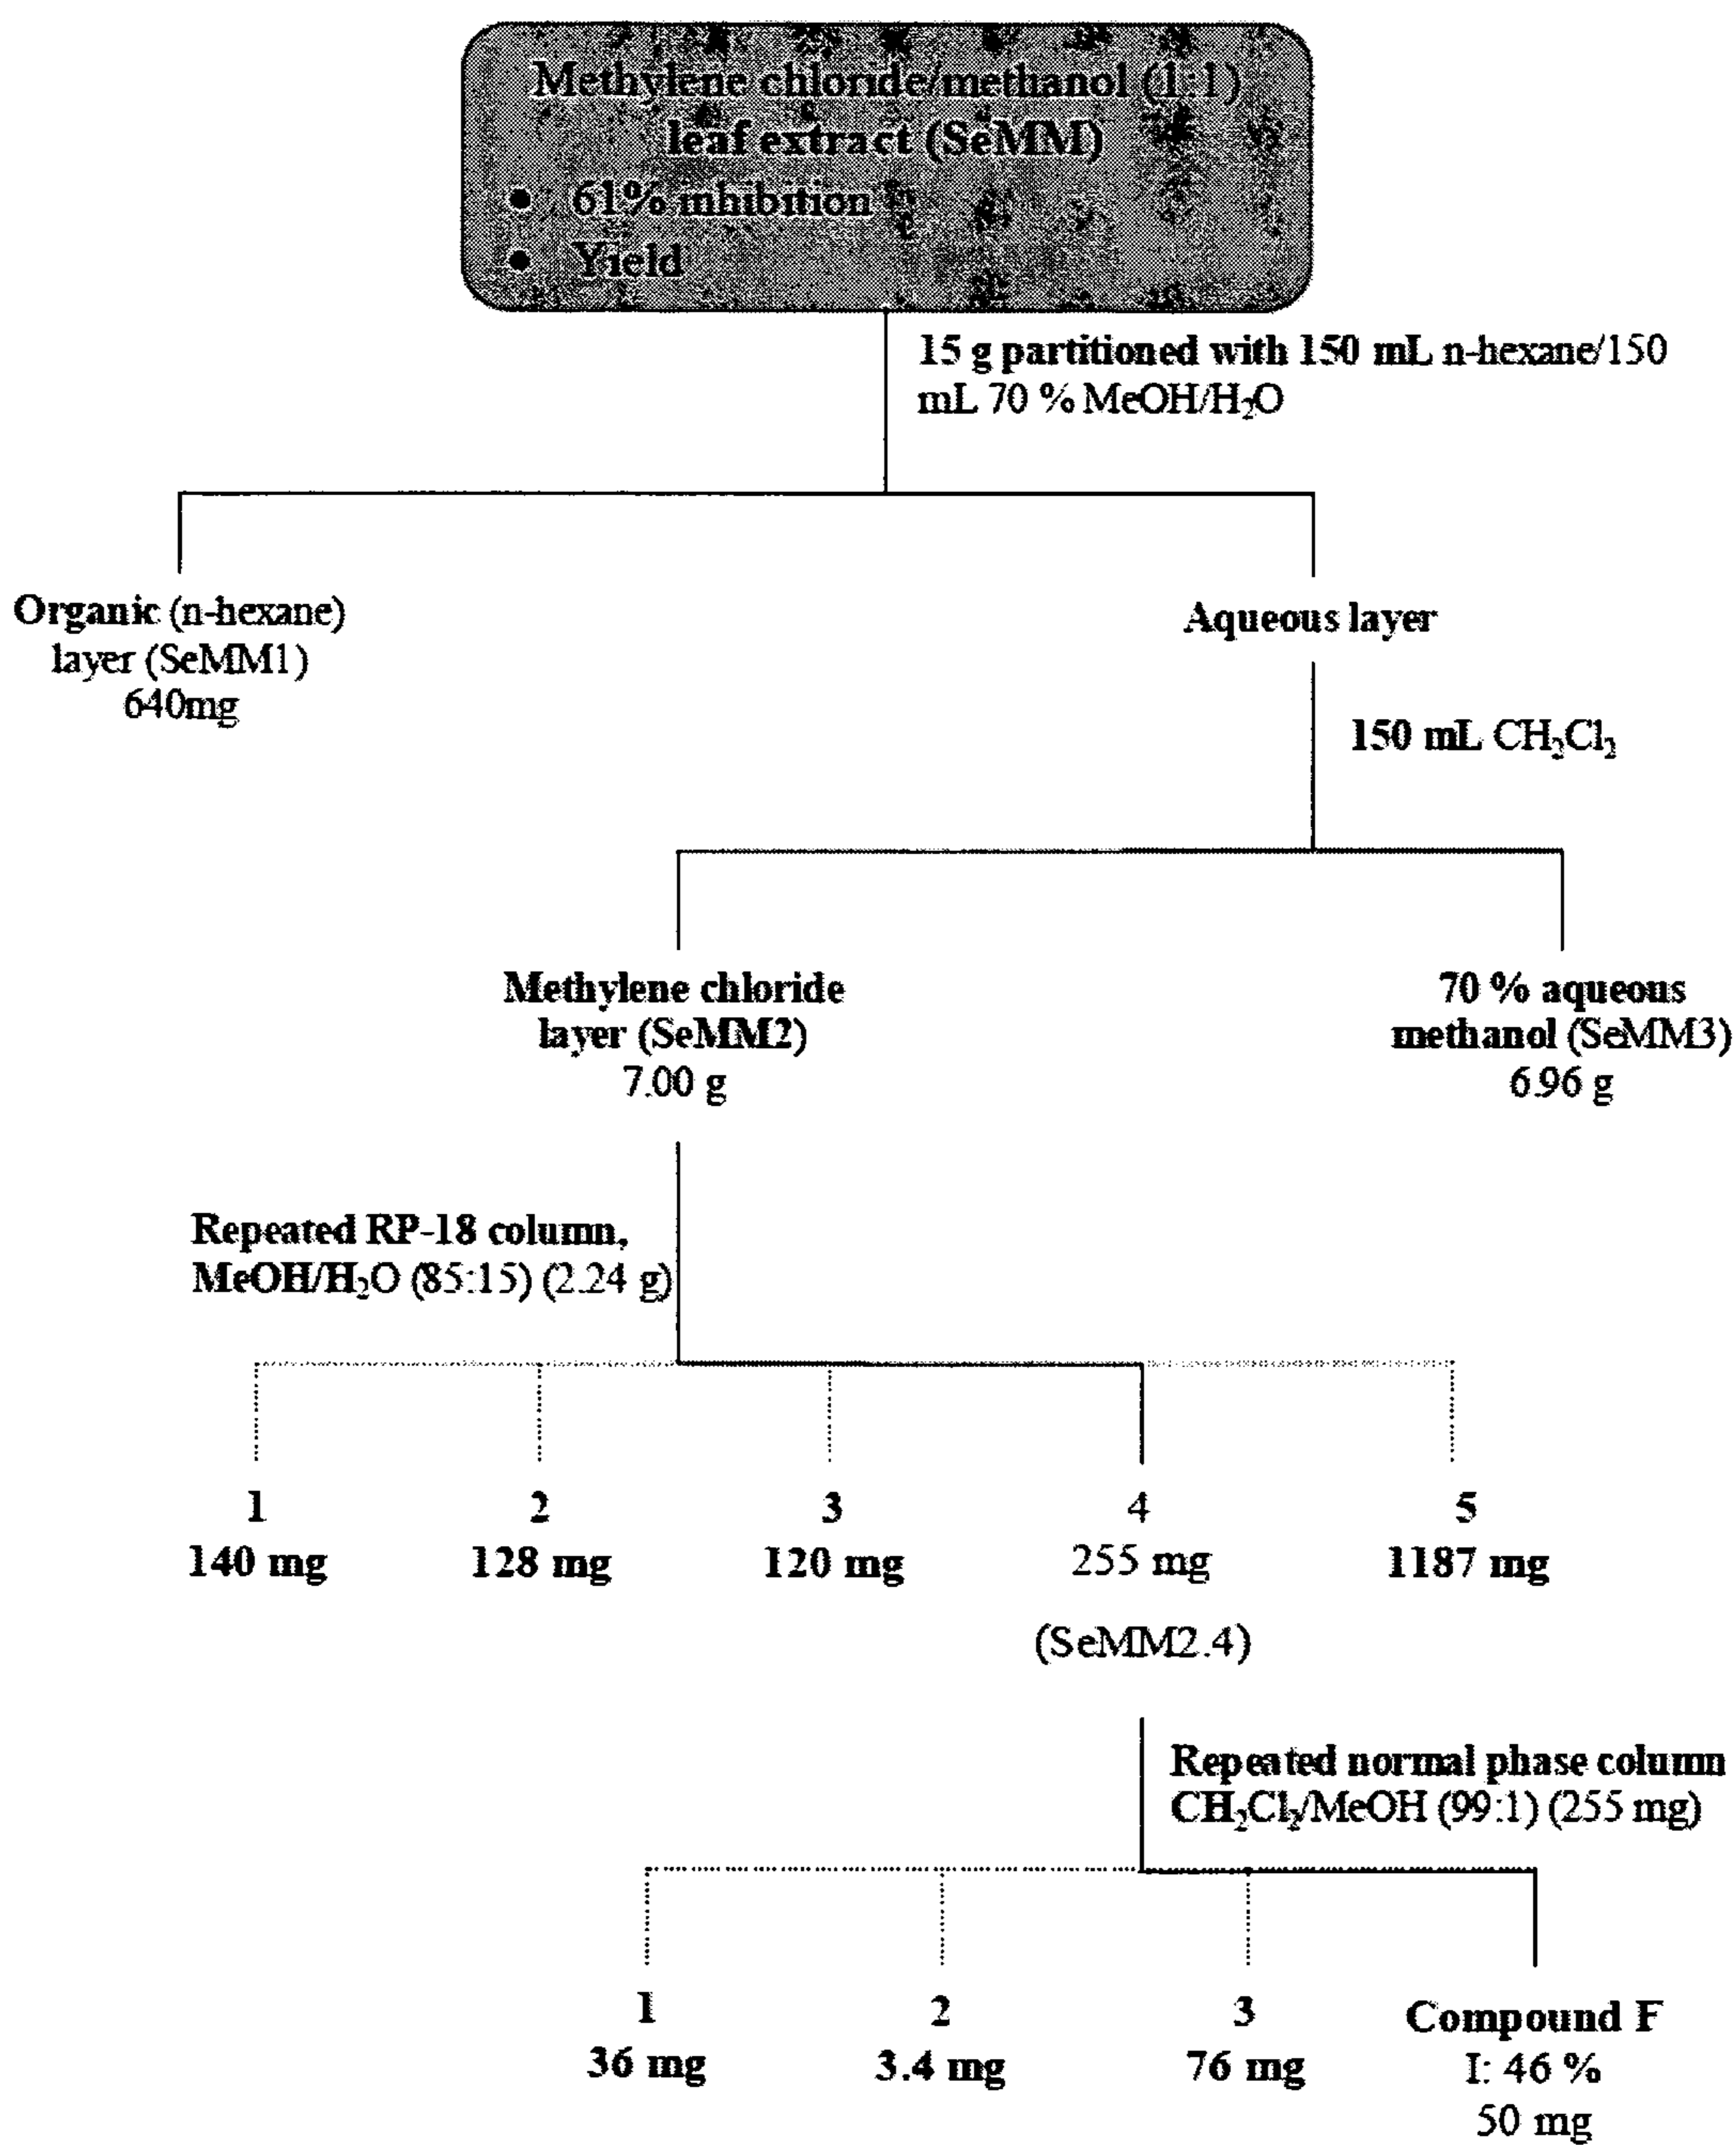 Methylene chloride/methanol (1:1)
leaf extract (SeMM)
• 61% inhibition
• Yield
15 g partitioned with 150 mL n-hexane/150
mL 70 % MeOH/H₂O
Organic (n-hexane)
layer (SeMM1)
640mg
Aqueous layer
150 mL CH₂Cl₂
Methylene chloride
layer (SeMM2)
7.00 g
70 % aqueous
methanol (SeMM3)
6.96 g
Repeated RP-18 column,
MeOH/H₂O (85:15) (2.24 g)
1
140 mg
2
128 mg
3
120 mg
4
255 mg
(SeMM2.4)
5
1187 mg
Repeated normal phase column
CH₂Cl₂/MeOH (99:1) (255 mg)
1
36 mg
2
3.4 mg
3
76 mg
Compound F
I: 46 %
50 mg